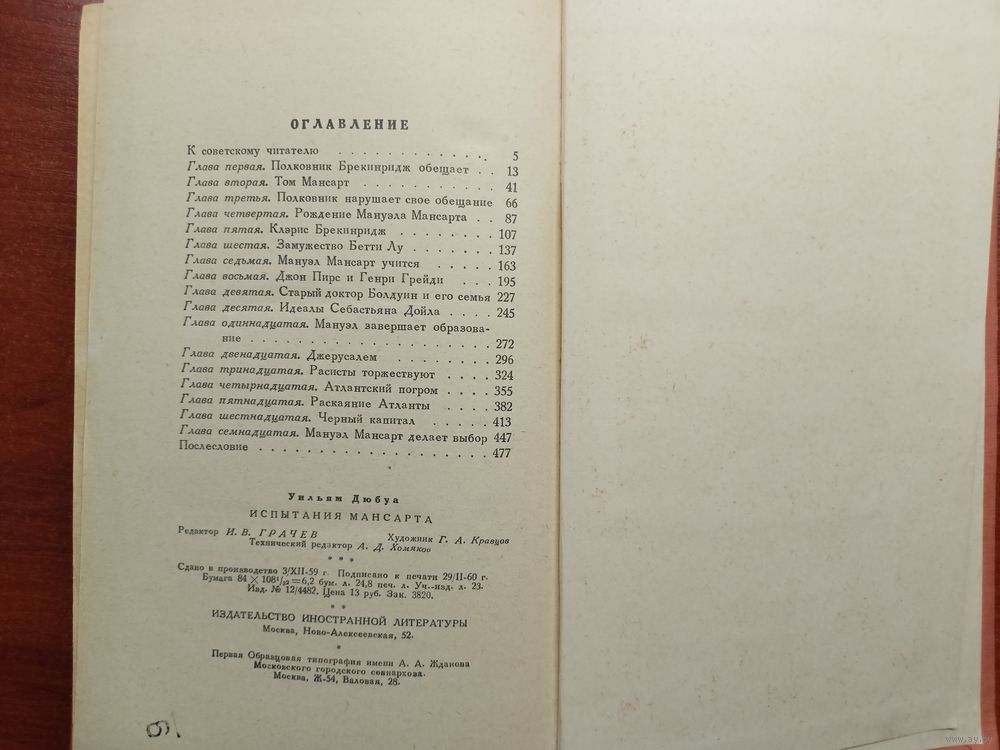 ОГЛАВЛЕНИЕ
К советскому читателю . . . . . . . . . . . . 5
Глава первая. Полковник Брекинридж обещает . . 13
Глава вторая. Том Мансарт . . . . . . . . . . 41
Глава третья. Полковник нарушает свое обещание 66
Глава четвертая. Рождение Мануэла Мансарта . . 87
Глава пятая. Клэрис Брекинридж . . . . . . . . 107
Глава шестая. Замужество Бетти Лу . . . . . . . 137
Глава седьмая. Мануэл Мансарт учится . . . . . 163
Глава восьмая. Джон Пирс и Генри Грейди . . . 195
Глава девятая. Старый доктор Болдуин и его семья 227
Глава десятая. Идеалы Себастьяна Дойла . . . . 245
Глава одиннадцатая. Мануэл завершает образова-
ние . . . . . . . . . . . . . . . . . . . . 272
Глава двенадцатая. Джерусалем . . . . . . . . 296
Глава тринадцатая. Расисты торжествуют . . . . 324
Глава четырнадцатая. Атлантский погром . . . . 355
Глава пятнадцатая. Раскаяние Атланты . . . . 382
Глава шестнадцатая. Черный капитал . . . . . 413
Глава семнадцатая. Мануэл Мансарт делает выбор 447
Послесловие . . . . . . . . . . . . . . . . . . 477
Уильям Дюбуа
ИСПЫТАНИЯ МАНСАРТА
Редактор И. В. ГРАЧЕВ Художник Г. А. Кравцов
Технический редактор А. Д. Хомяков
* * *
Сдано в производство 3/XII-59 г. Подписано к печати 29/II-60 г.
Бумага 84 × 108¹/₃₂=6,2 бум. л. 24,8 печ. л. Уч.-изд. л. 23.
Изд. № 12/4482. Цена 13 руб. Зак. 3820.
* *
ИЗДАТЕЛЬСТВО ИНОСТРАННОЙ ЛИТЕРАТУРЫ
Москва, Ново-Алексеевская, 52.
*
Первая Образцовая типография имени А. А. Жданова
Московского городского совнархоза.
Москва, Ж-54, Валовая, 28.
www.ay.by